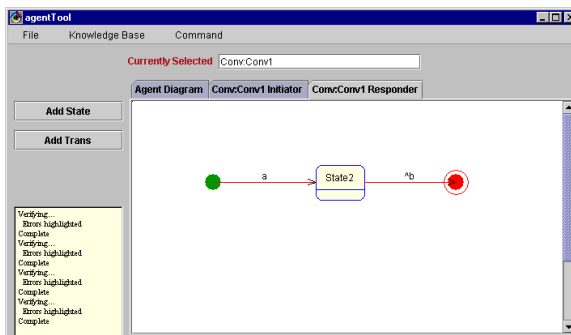 agentTool
File Knowledge Base Command
Currently Selected Conv:Conv1
Agent Diagram Conv:Conv1 Initiator Conv:Conv1 Responder
Add State
Add Trans
a
State2
^b
Verifying...
Errors highlighted
Complete
Verifying...
Errors highlighted
Complete
Verifying...
Errors highlighted
Complete
Verifying...
Errors highlighted
Complete